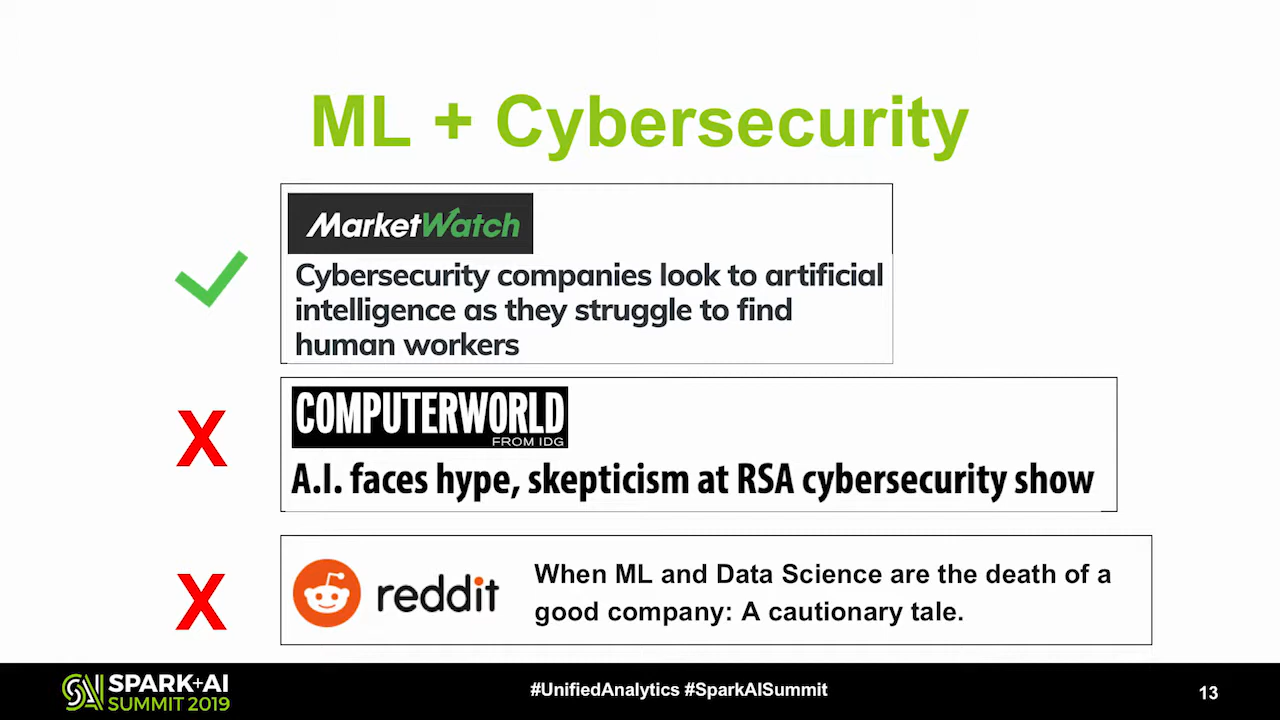 ML + Cybersecurity
MarketWatch
Cybersecurity companies look to artificial
intelligence as they struggle to find
human workers
X
COMPUTERWORLD
FROM IDG
A.I. faces hype, skepticism at RSA cybersecurity show
X
reddit
When ML and Data Science are the death of a
good company: A cautionary tale.
SPARK+AI
SUMMIT 2019
#UnifiedAnalytics #SparkAISummit
13